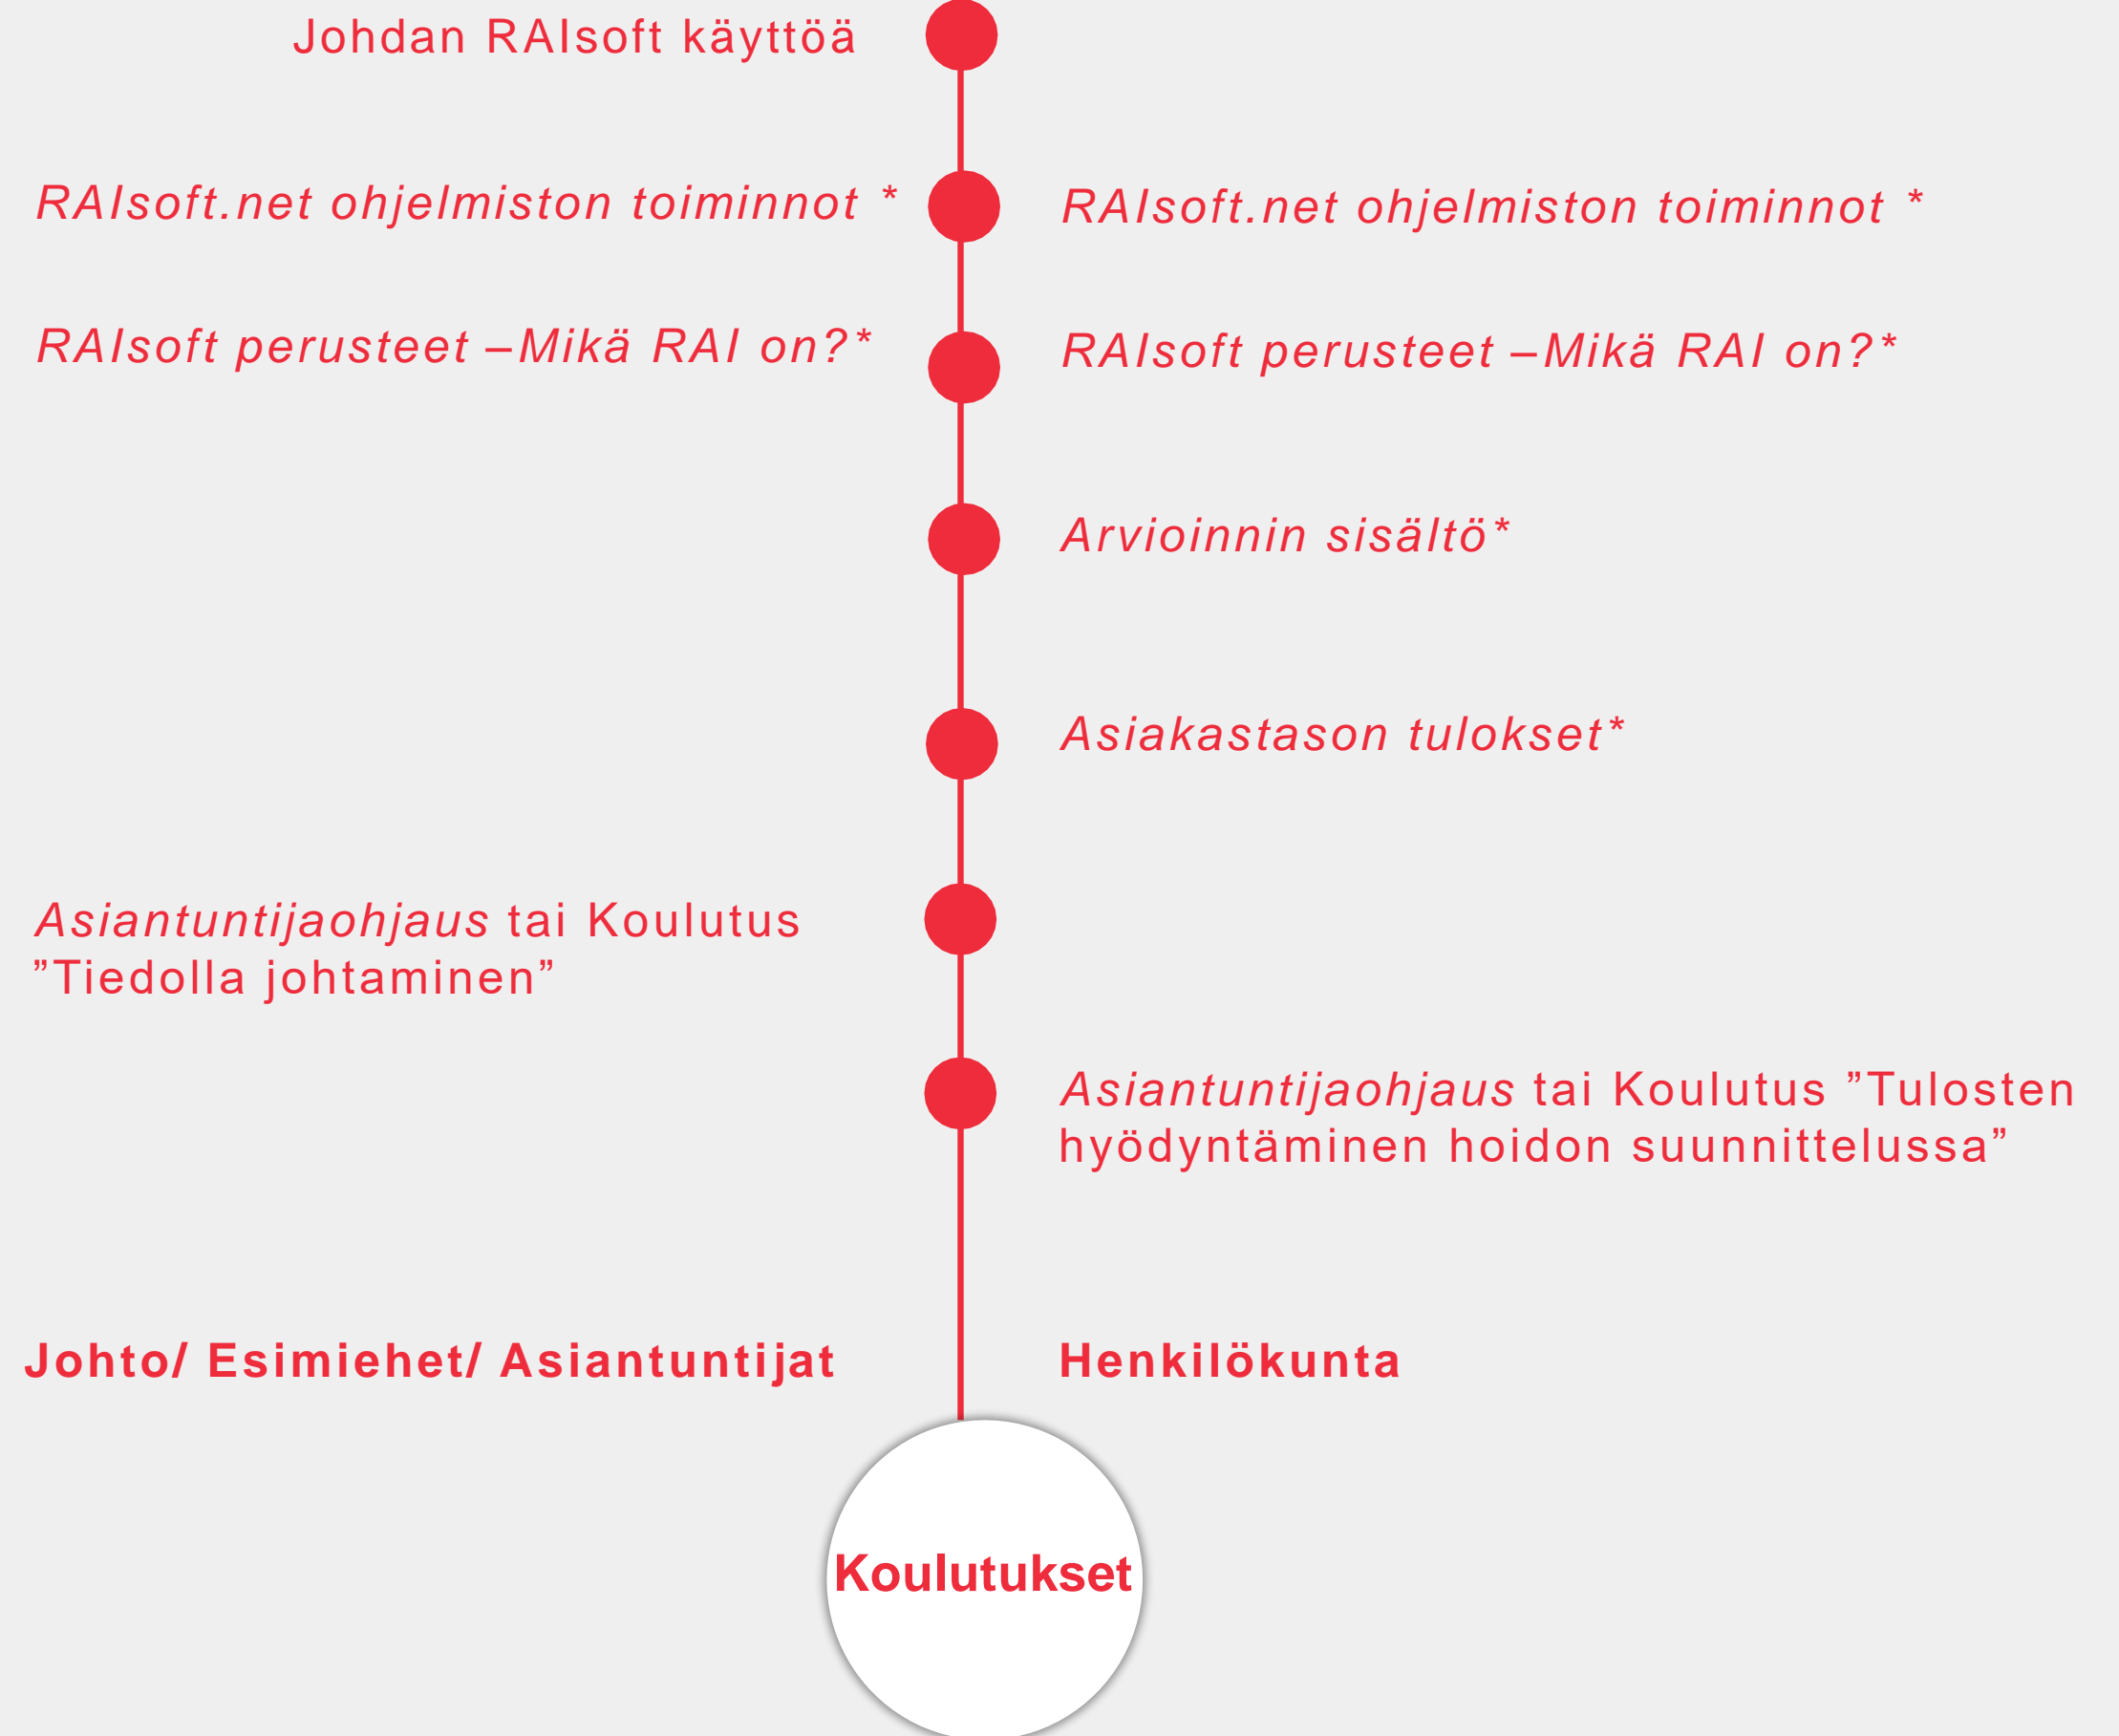 Johdan RAIsoft käyttöä
RAIsoft.net ohjelmiston toiminnot *
RAIsoft.net ohjelmiston toiminnot *
RAIsoft perusteet –Mikä RAI on?*
RAIsoft perusteet –Mikä RAI on?*
Arvioinnin sisältö*
Asiakastason tulokset*
Asiantuntijaohjaus tai Koulutus
”Tiedolla johtaminen”
Asiantuntijaohjaus tai Koulutus ”Tulosten
hyödyntäminen hoidon suunnittelussa”
Johto/ Esimiehet/ Asiantuntijat
Henkilökunta
Koulutukset